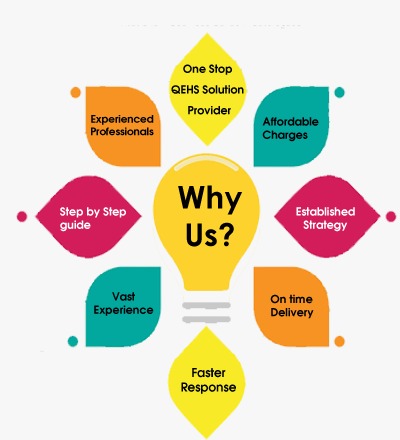 One Stop
QEHS Solution
Provider
Experienced
Professionals
Affordable
Charges
Why
Us?
Step by Step
guide
Established
Strategy
Vast
Experience
On time
Delivery
Faster
Response